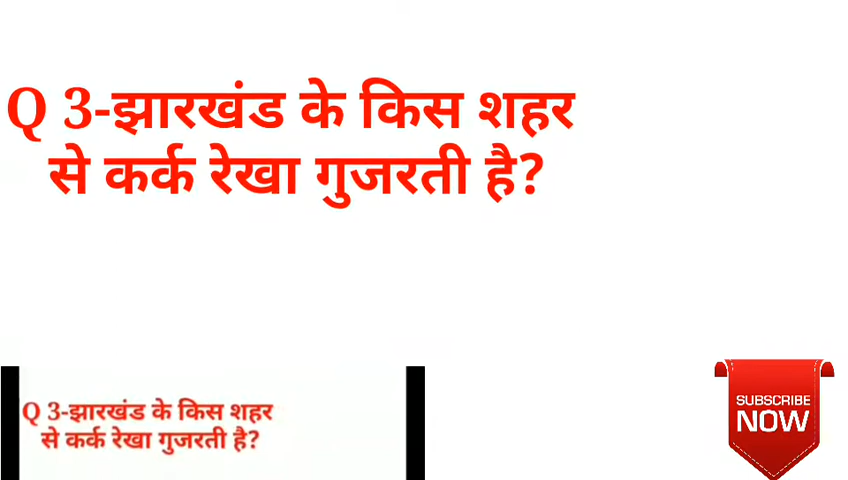 Q 3-झारखंड के किस शहर
से कर्क रेखा गुजरती है?
Q 3-झारखंड के किस शहर
से कर्क रेखा गुजरती है?
SUBSCRIBE
NOW